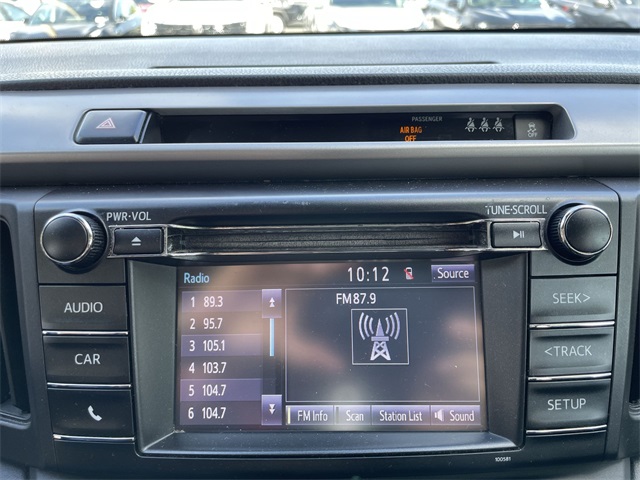 PASSENGER
AIR BAG
OFF
PWR·VOL
TUNE·SCROLL
Radio
10:12
Source
FM87.9
1 89.3
2 95.7
3 105.1
4 103.7
5 104.7
6 104.7
FM Info
Scan
Station List
Sound
AUDIO
CAR
SEEK>
<TRACK
SETUP
100581